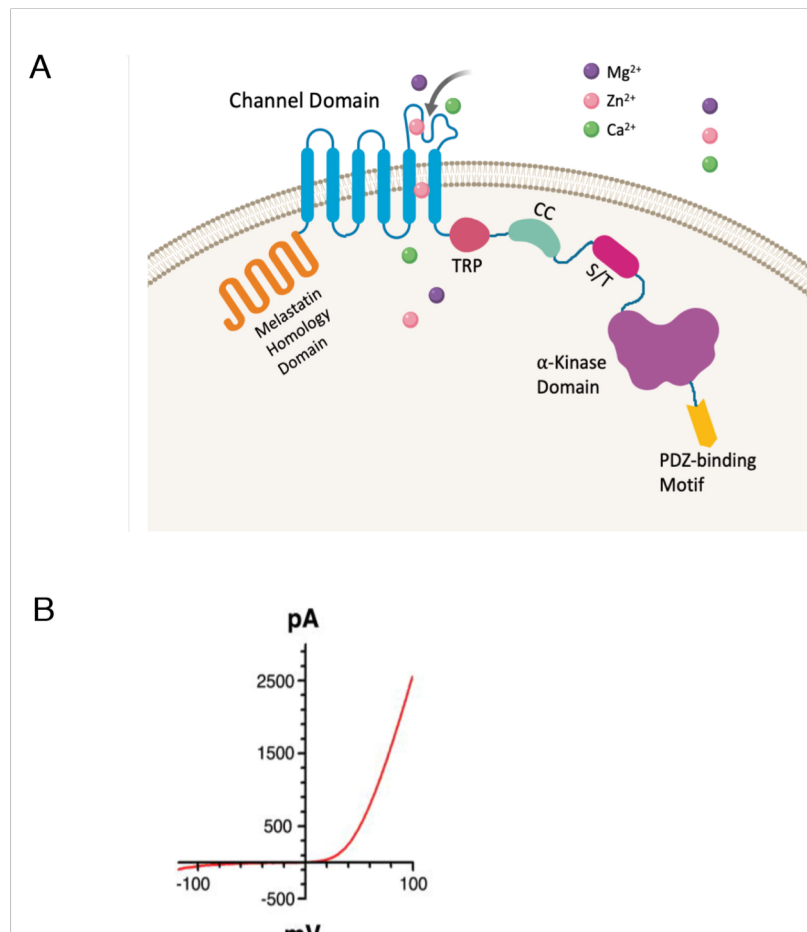 A
Channel Domain
Mg²⁺
Zn²⁺
Ca²⁺
CC
TRP
S/T
Melastatin
Homology
Domain
α-Kinase
Domain
PDZ-binding
Motif
B
pA
2500
1500
500
-100
100
-500
mV